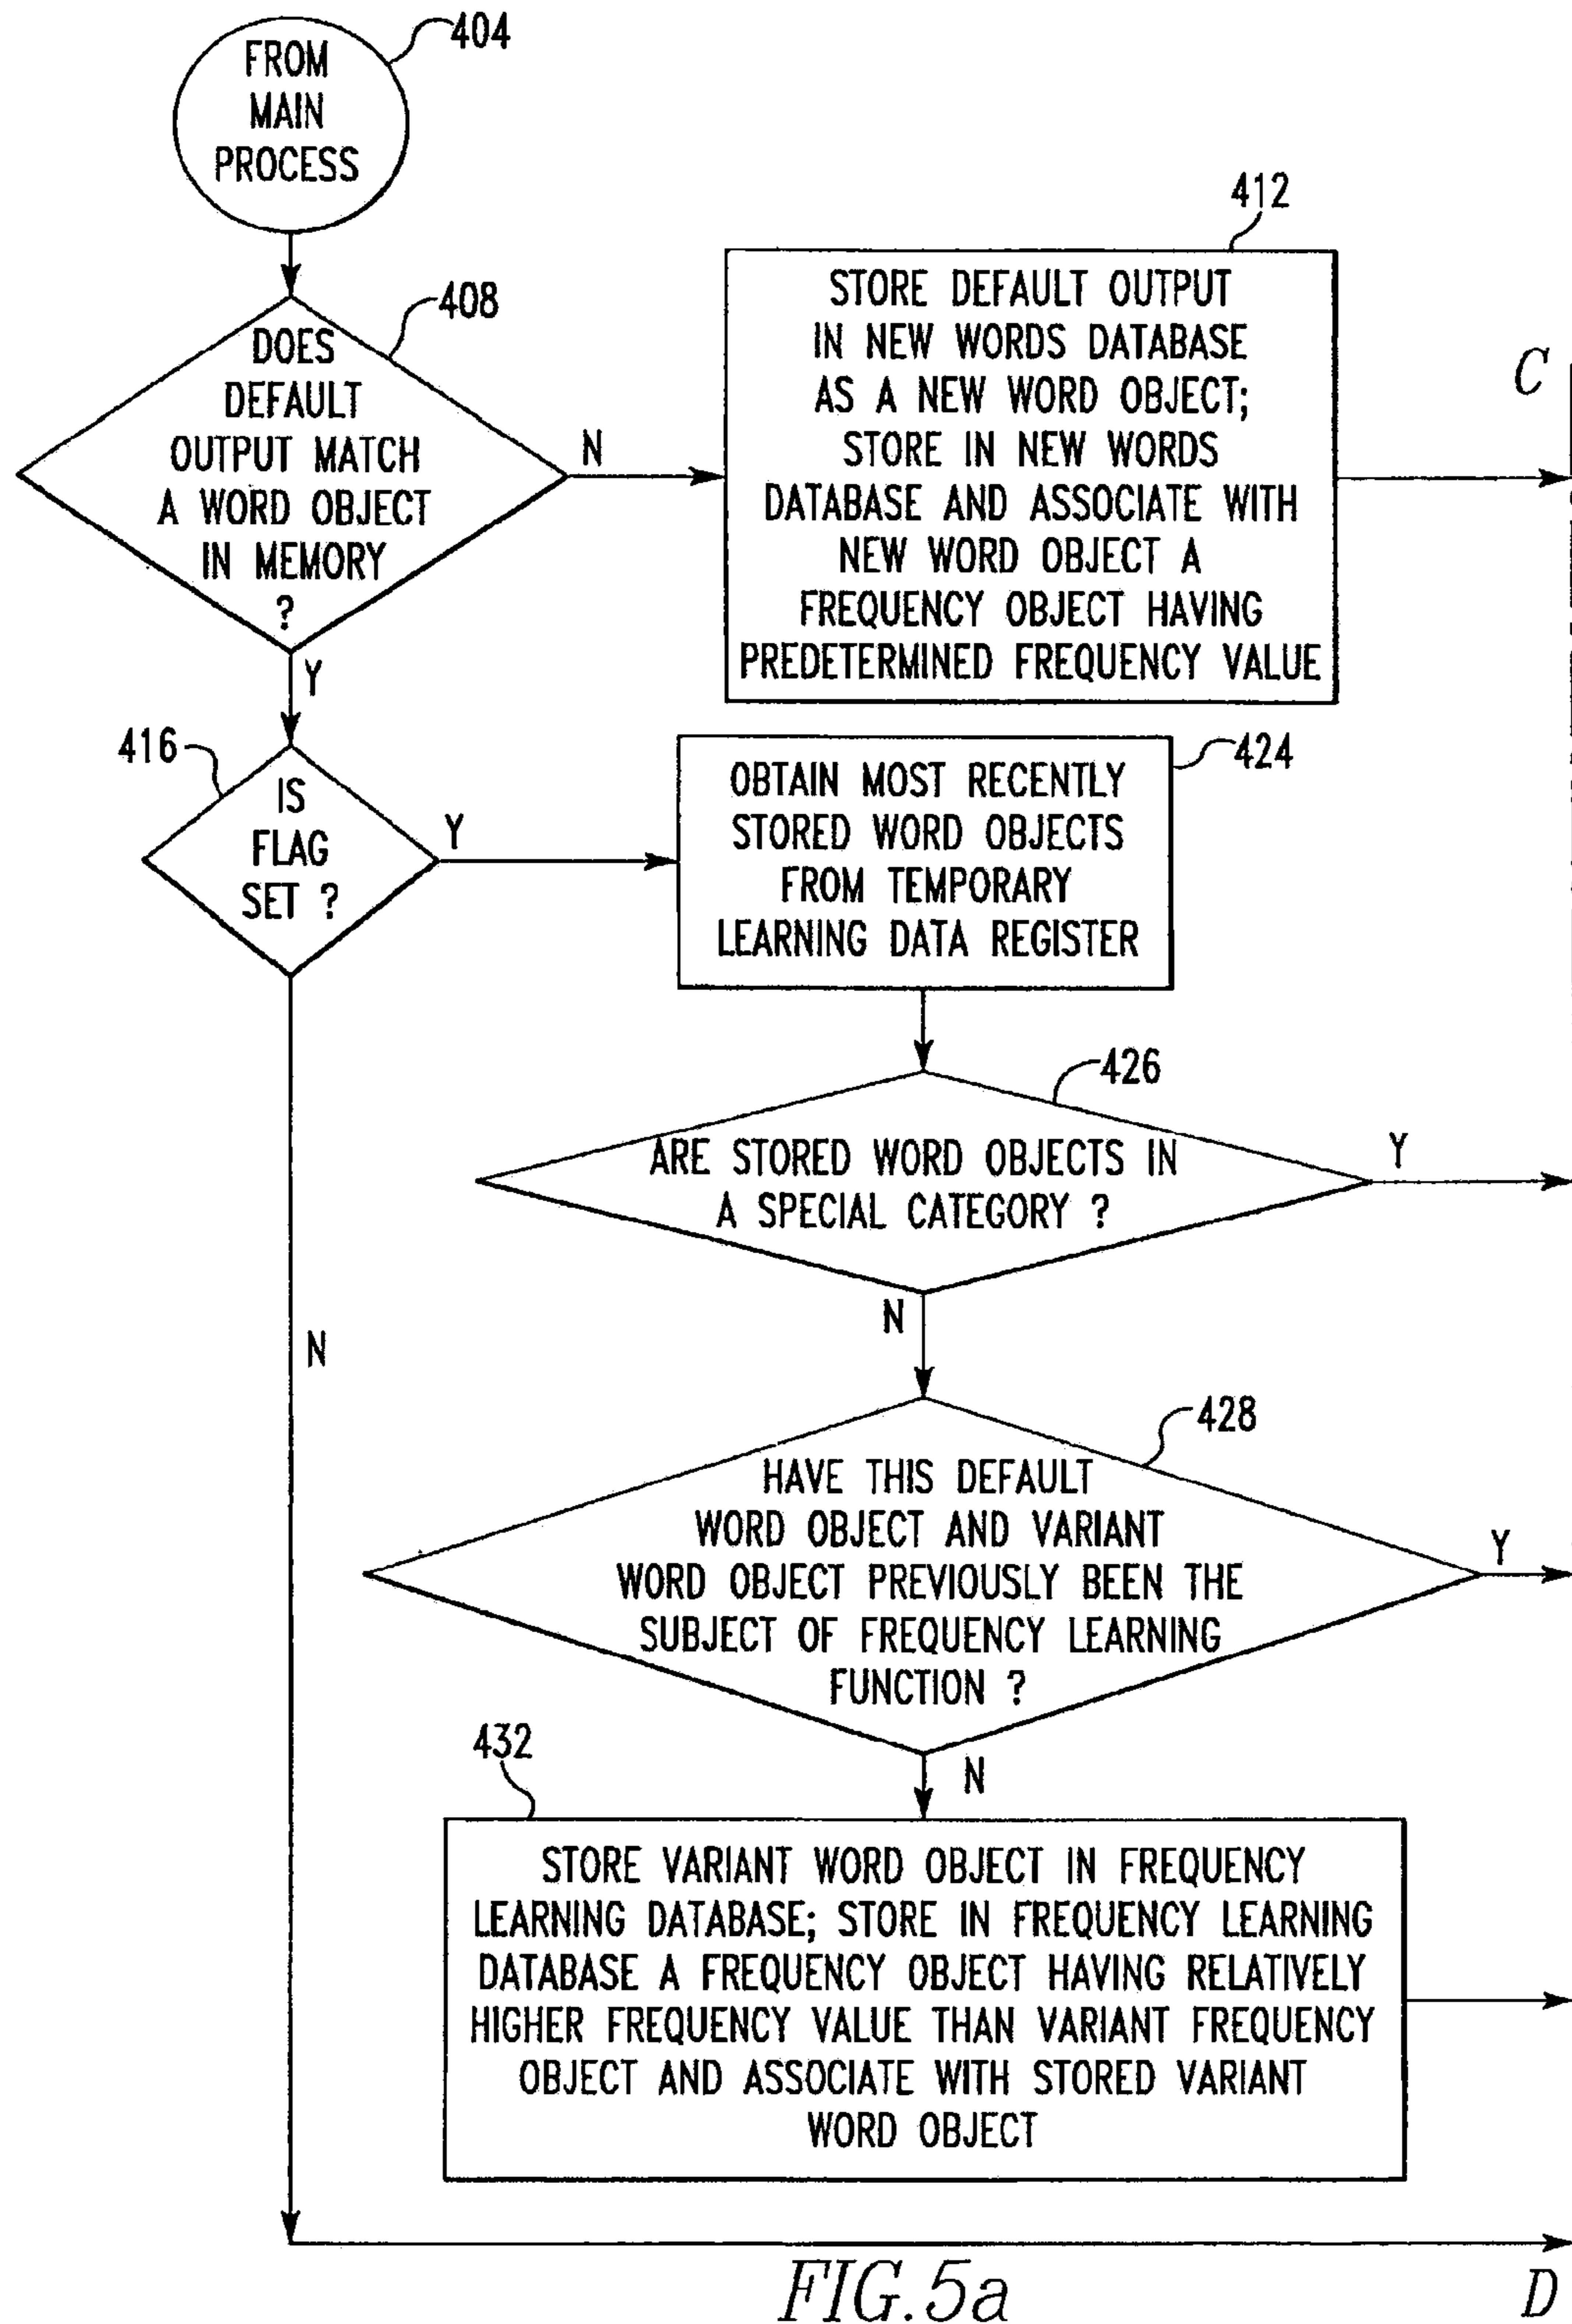 404
FROM
MAIN
PROCESS
408
DOES
DEFAULT
OUTPUT MATCH
A WORD OBJECT
IN MEMORY
?
N
Y
412
STORE DEFAULT OUTPUT
IN NEW WORDS DATABASE
AS A NEW WORD OBJECT;
STORE IN NEW WORDS
DATABASE AND ASSOCIATE WITH
NEW WORD OBJECT A
FREQUENCY OBJECT HAVING
PREDETERMINED FREQUENCY VALUE
C
416
IS
FLAG
SET ?
Y
N
424
OBTAIN MOST RECENTLY
STORED WORD OBJECTS
FROM TEMPORARY
LEARNING DATA REGISTER
426
ARE STORED WORD OBJECTS IN
A SPECIAL CATEGORY ?
Y
N
428
HAVE THIS DEFAULT
WORD OBJECT AND VARIANT
WORD OBJECT PREVIOUSLY BEEN THE
SUBJECT OF FREQUENCY LEARNING
FUNCTION ?
Y
N
432
STORE VARIANT WORD OBJECT IN FREQUENCY
LEARNING DATABASE; STORE IN FREQUENCY LEARNING
DATABASE A FREQUENCY OBJECT HAVING RELATIVELY
HIGHER FREQUENCY VALUE THAN VARIANT FREQUENCY
OBJECT AND ASSOCIATE WITH STORED VARIANT
WORD OBJECT
D
FIG.5a